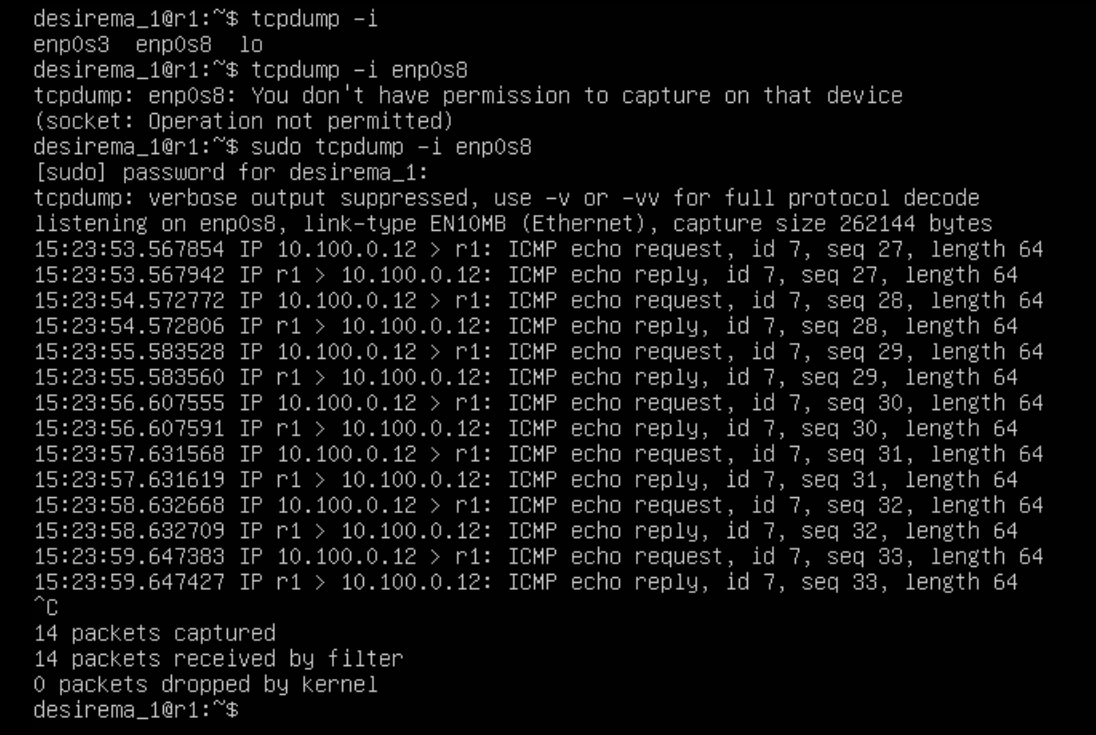 desirema_1@r1:~$ tcpdump -i
enp0s3  enp0s8  lo
desirema_1@r1:~$ tcpdump -i enp0s8
tcpdump: enp0s8: You don't have permission to capture on that device
(socket: Operation not permitted)
desirema_1@r1:~$ sudo tcpdump -i enp0s8
[sudo] password for desirema_1:
tcpdump: verbose output suppressed, use -v or -vv for full protocol decode
listening on enp0s8, link-type EN10MB (Ethernet), capture size 262144 bytes
15:23:53.567854 IP 10.100.0.12 > r1: ICMP echo request, id 7, seq 27, length 64
15:23:53.567942 IP r1 > 10.100.0.12: ICMP echo reply, id 7, seq 27, length 64
15:23:54.572772 IP 10.100.0.12 > r1: ICMP echo request, id 7, seq 28, length 64
15:23:54.572806 IP r1 > 10.100.0.12: ICMP echo reply, id 7, seq 28, length 64
15:23:55.583528 IP 10.100.0.12 > r1: ICMP echo request, id 7, seq 29, length 64
15:23:55.583560 IP r1 > 10.100.0.12: ICMP echo reply, id 7, seq 29, length 64
15:23:56.607555 IP 10.100.0.12 > r1: ICMP echo request, id 7, seq 30, length 64
15:23:56.607591 IP r1 > 10.100.0.12: ICMP echo reply, id 7, seq 30, length 64
15:23:57.631568 IP 10.100.0.12 > r1: ICMP echo request, id 7, seq 31, length 64
15:23:57.631619 IP r1 > 10.100.0.12: ICMP echo reply, id 7, seq 31, length 64
15:23:58.632668 IP 10.100.0.12 > r1: ICMP echo request, id 7, seq 32, length 64
15:23:58.632709 IP r1 > 10.100.0.12: ICMP echo reply, id 7, seq 32, length 64
15:23:59.647383 IP 10.100.0.12 > r1: ICMP echo request, id 7, seq 33, length 64
15:23:59.647427 IP r1 > 10.100.0.12: ICMP echo reply, id 7, seq 33, length 64
^C
14 packets captured
14 packets received by filter
0 packets dropped by kernel
desirema_1@r1:~$